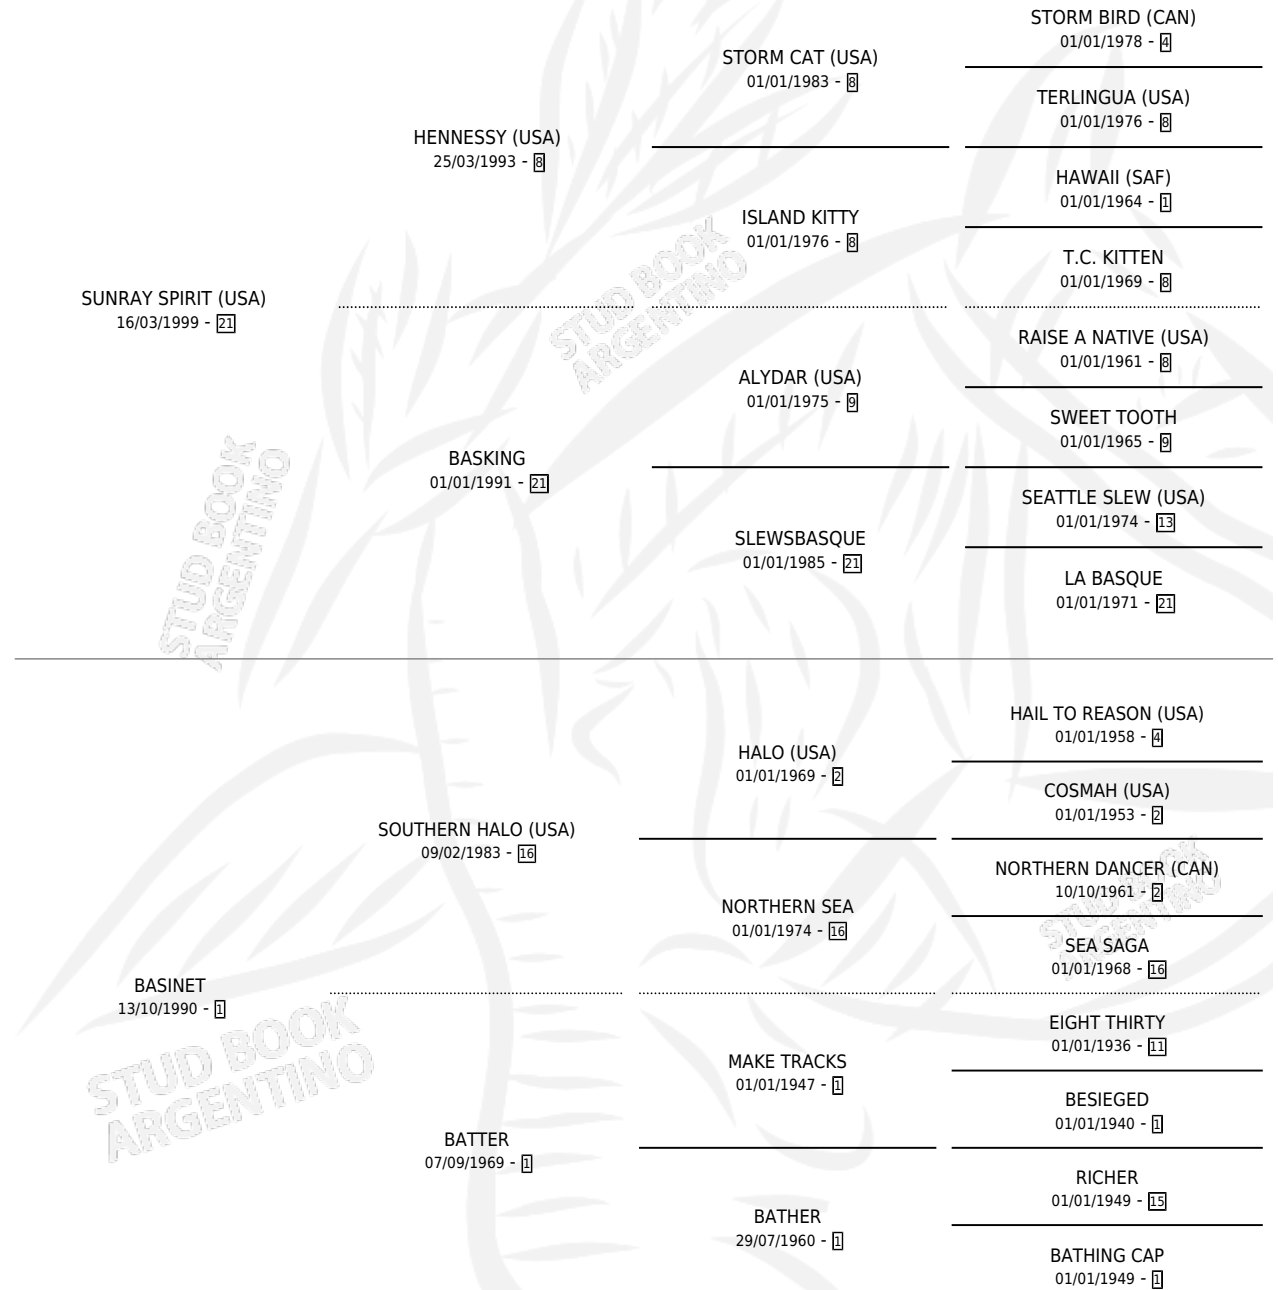 STORM BIRD (CAN)
01/01/1978 - 4
STORM CAT (USA)
01/01/1983 - 8
TERLINGUA (USA)
01/01/1976 - 8
HENNESSY (USA)
25/03/1993 - 8
HAWAII (SAF)
01/01/1964 - 1
ISLAND KITTY
01/01/1976 - 8
T.C. KITTEN
01/01/1969 - 8
SUNRAY SPIRIT (USA)
16/03/1999 - 21
STUD BOOK
ARGENTINO
RAISE A NATIVE (USA)
01/01/1961 - 8
ALYDAR (USA)
01/01/1975 - 9
SWEET TOOTH
01/01/1965 - 9
BASKING
01/01/1991 - 21
SEATTLE SLEW (USA)
01/01/1974 - 13
SLEWSBASQUE
01/01/1985 - 21
LA BASQUE
01/01/1971 - 21
STUD BOOK
ARGENTINO
HAIL TO REASON (USA)
01/01/1958 - 4
HALO (USA)
01/01/1969 - 2
COSMAH (USA)
01/01/1953 - 2
SOUTHERN HALO (USA)
09/02/1983 - 16
NORTHERN DANCER (CAN)
10/10/1961 - 2
NORTHERN SEA
01/01/1974 - 16
STUD BOOK
ARGENTINO
SEA SAGA
01/01/1968 - 16
BASINET
13/10/1990 - 1
STUD BOOK
ARGENTINO
EIGHT THIRTY
01/01/1936 - 11
MAKE TRACKS
01/01/1947 - 1
BESIEGED
01/01/1940 - 1
BATTER
07/09/1969 - 1
RICHER
01/01/1949 - 15
BATHER
29/07/1960 - 1
BATHING CAP
01/01/1949 - 1